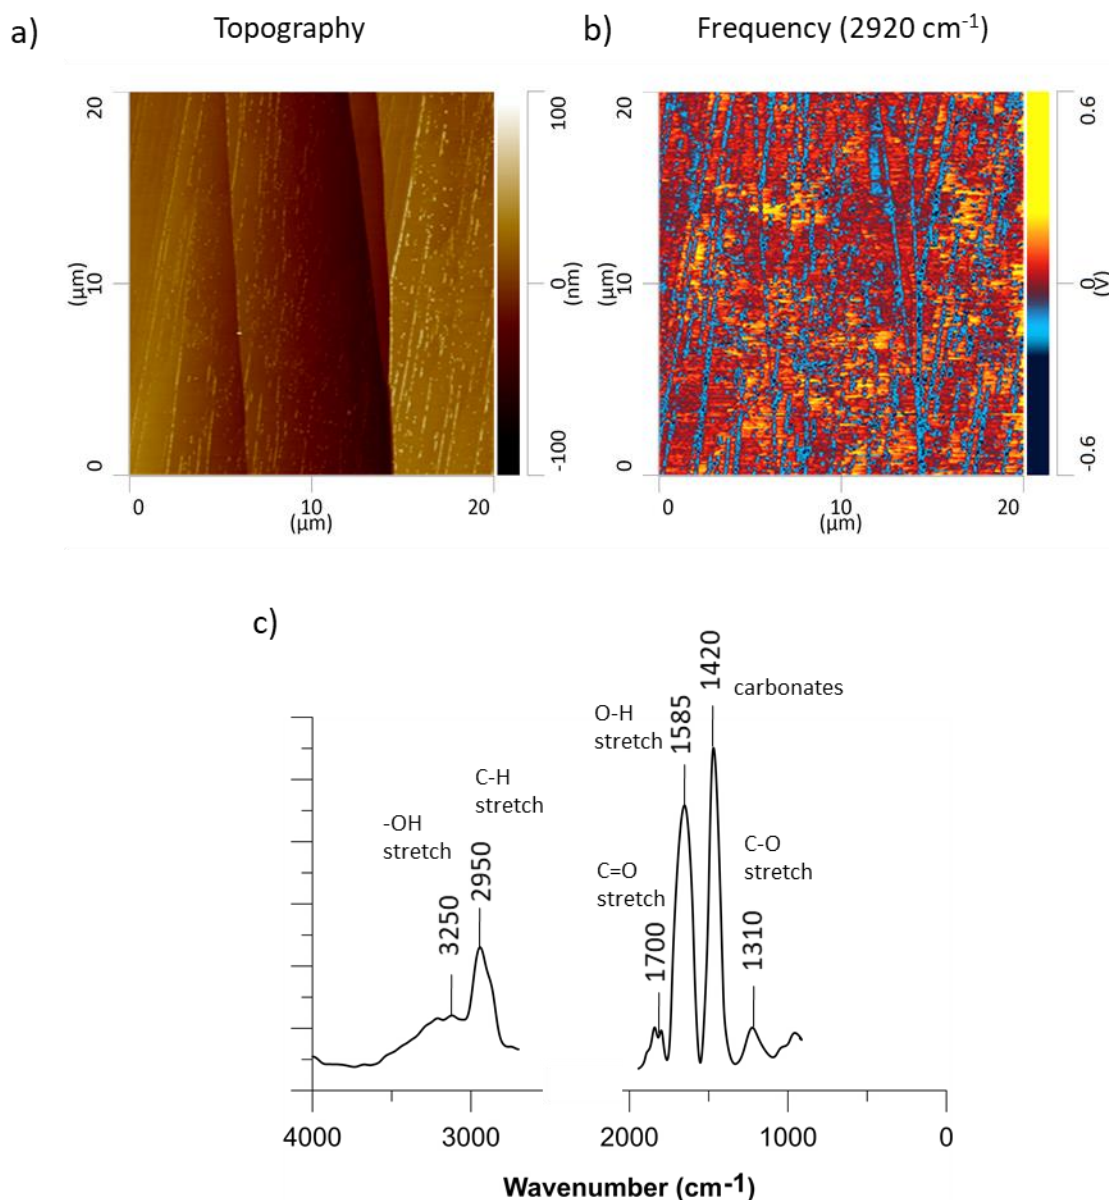 a)
Topography
b)
Frequency (2920 cm-1)
20
10
0
(µm)
0
10
20
(µm)
100
0
-100
(nm)
20
10
0
(µm)
0
10
20
(µm)
0.6
0
-0.6
(V)
c)
-OH
stretch
3250
C-H
stretch
2950
C=O
stretch
1700
O-H
stretch
1585
1420
carbonates
C-O
stretch
1310
4000
3000
2000
1000
0
Wavenumber (cm-1)